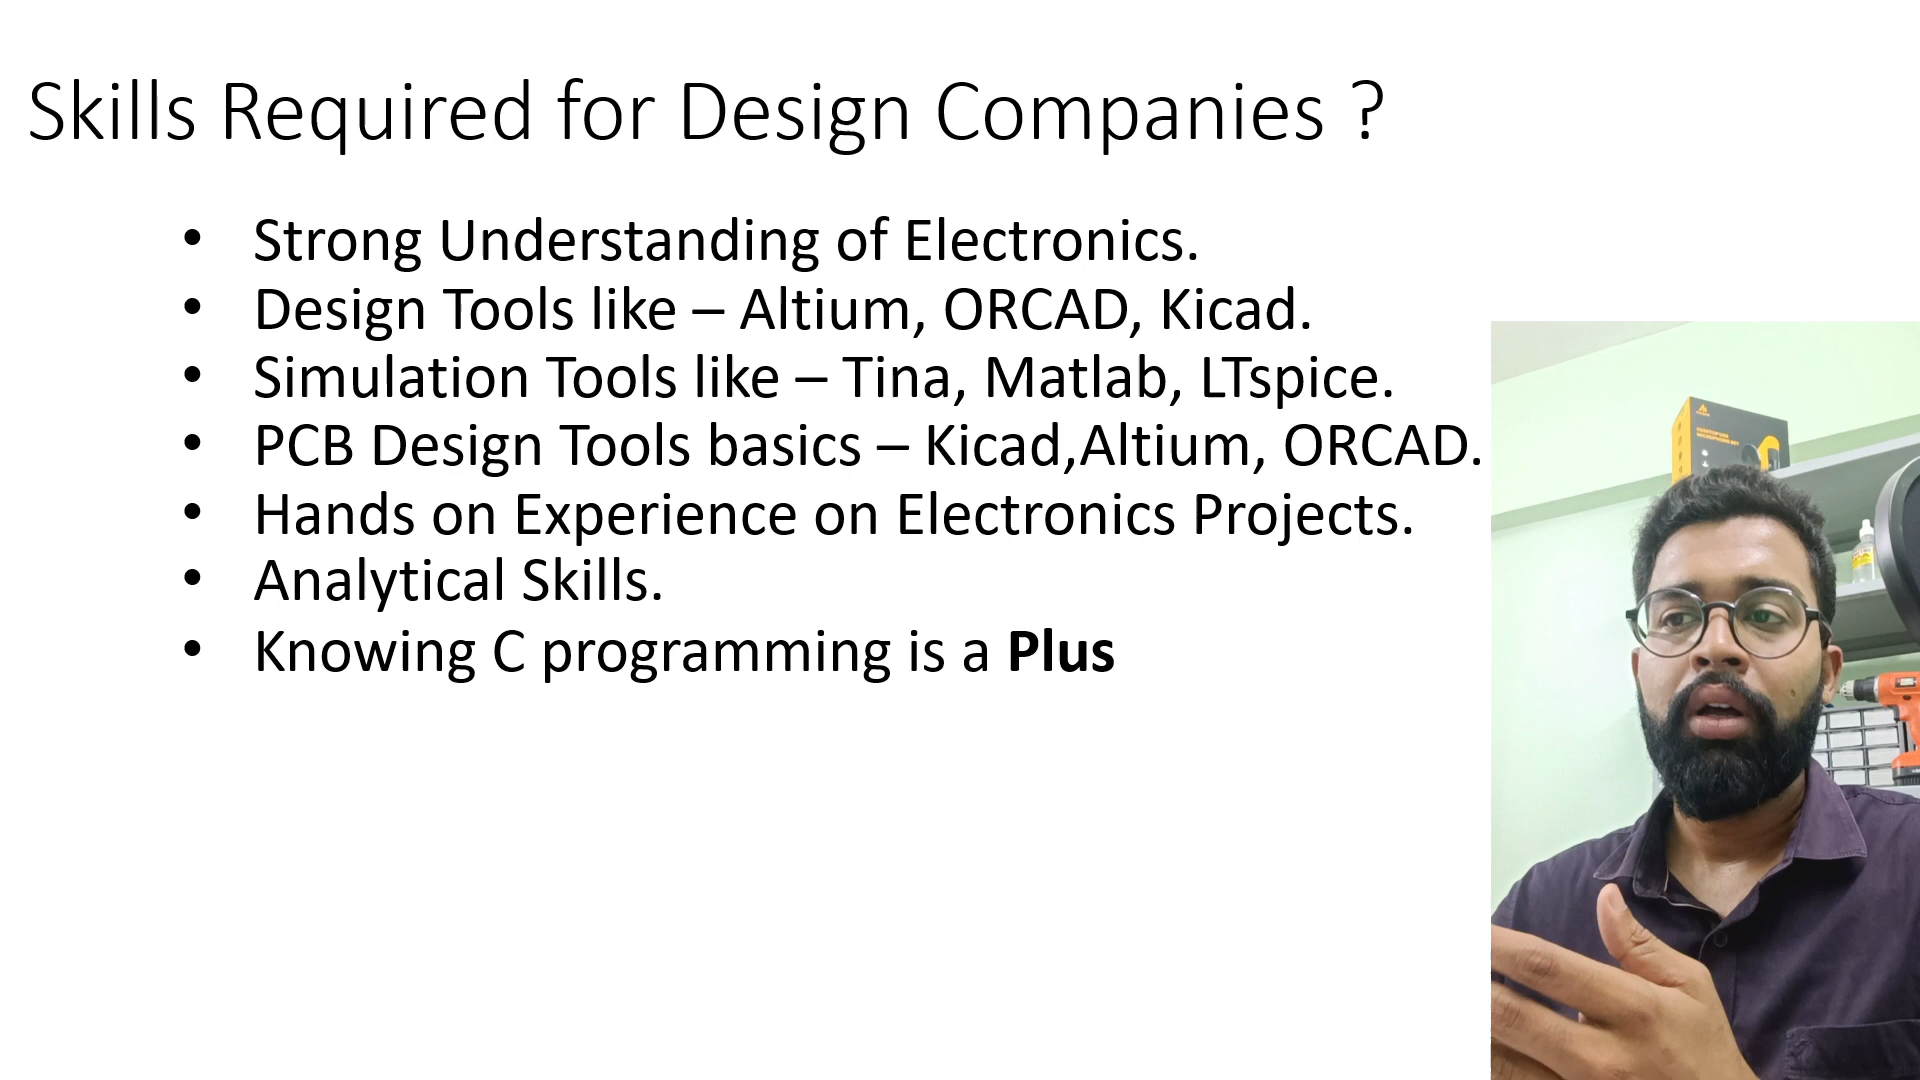 Skills Required for Design Companies ?
• Strong Understanding of Electronics.
• Design Tools like – Altium, ORCAD, Kicad.
• Simulation Tools like – Tina, Matlab, LTspice.
• PCB Design Tools basics – Kicad,Altium, ORCAD.
• Hands on Experience on Electronics Projects.
• Analytical Skills.
• Knowing C programming is a Plus